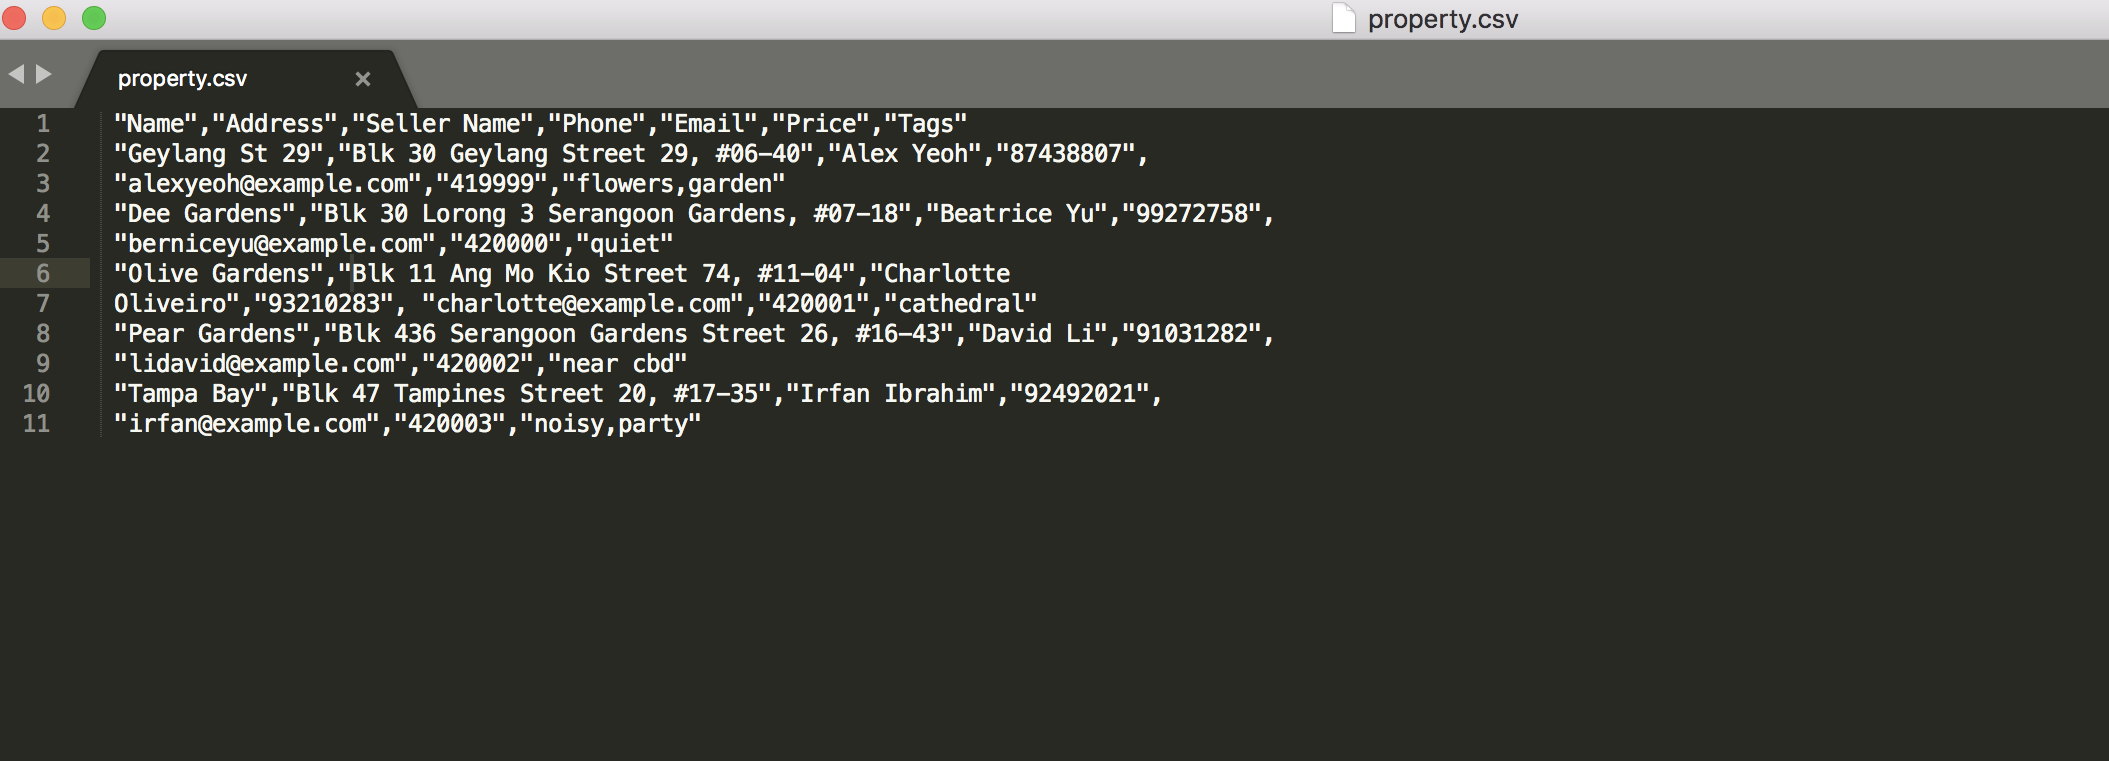 property.csv
property.csv ×
1 "Name","Address","Seller Name","Phone","Email","Price","Tags"
2 "Geylang St 29","Blk 30 Geylang Street 29, #06-40","Alex Yeoh","87438807",
3 "alexyeoh@example.com","419999","flowers,garden"
4 "Dee Gardens","Blk 30 Lorong 3 Serangoon Gardens, #07-18","Beatrice Yu","99272758",
5 "berniceyu@example.com","420000","quiet"
6 "Olive Gardens","Blk 11 Ang Mo Kio Street 74, #11-04","Charlotte
7 Oliveiro","93210283", "charlotte@example.com","420001","cathedral"
8 "Pear Gardens","Blk 436 Serangoon Gardens Street 26, #16-43","David Li","91031282",
9 "lidavid@example.com","420002","near cbd"
10 "Tampa Bay","Blk 47 Tampines Street 20, #17-35","Irfan Ibrahim","92492021",
11 "irfan@example.com","420003","noisy,party"